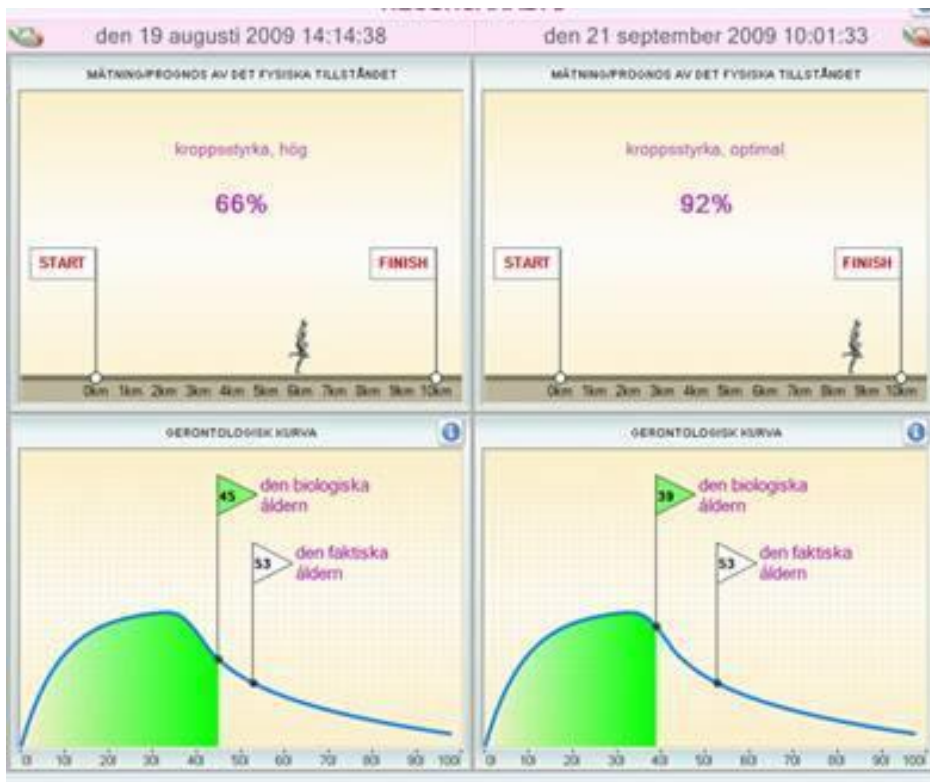 den 19 augusti 2009 14:14:38
den 21 september 2009 10:01:33
MÄTNING/PROGNOS AV DET FYSISKA TILLSTÅNDET
MÄTNING/PROGNOS AV DET FYSISKA TILLSTÅNDET
kroppsstyrka, hög
66%
START
FINISH
0km 1km 2km 3km 4km 5km 6km 7km 8km 9km 10km
kroppsstyrka, optimal
92%
START
FINISH
0km 1km 2km 3km 4km 5km 6km 7km 8km 9km 10km
GERONTOLOGISK KURVA
45
den biologiska
åldern
53
den faktiska
åldern
0 10 20 30 40 50 60 70 80 90 100
GERONTOLOGISK KURVA
39
den biologiska
åldern
53
den faktiska
åldern
0 10 20 30 40 50 60 70 80 90 100